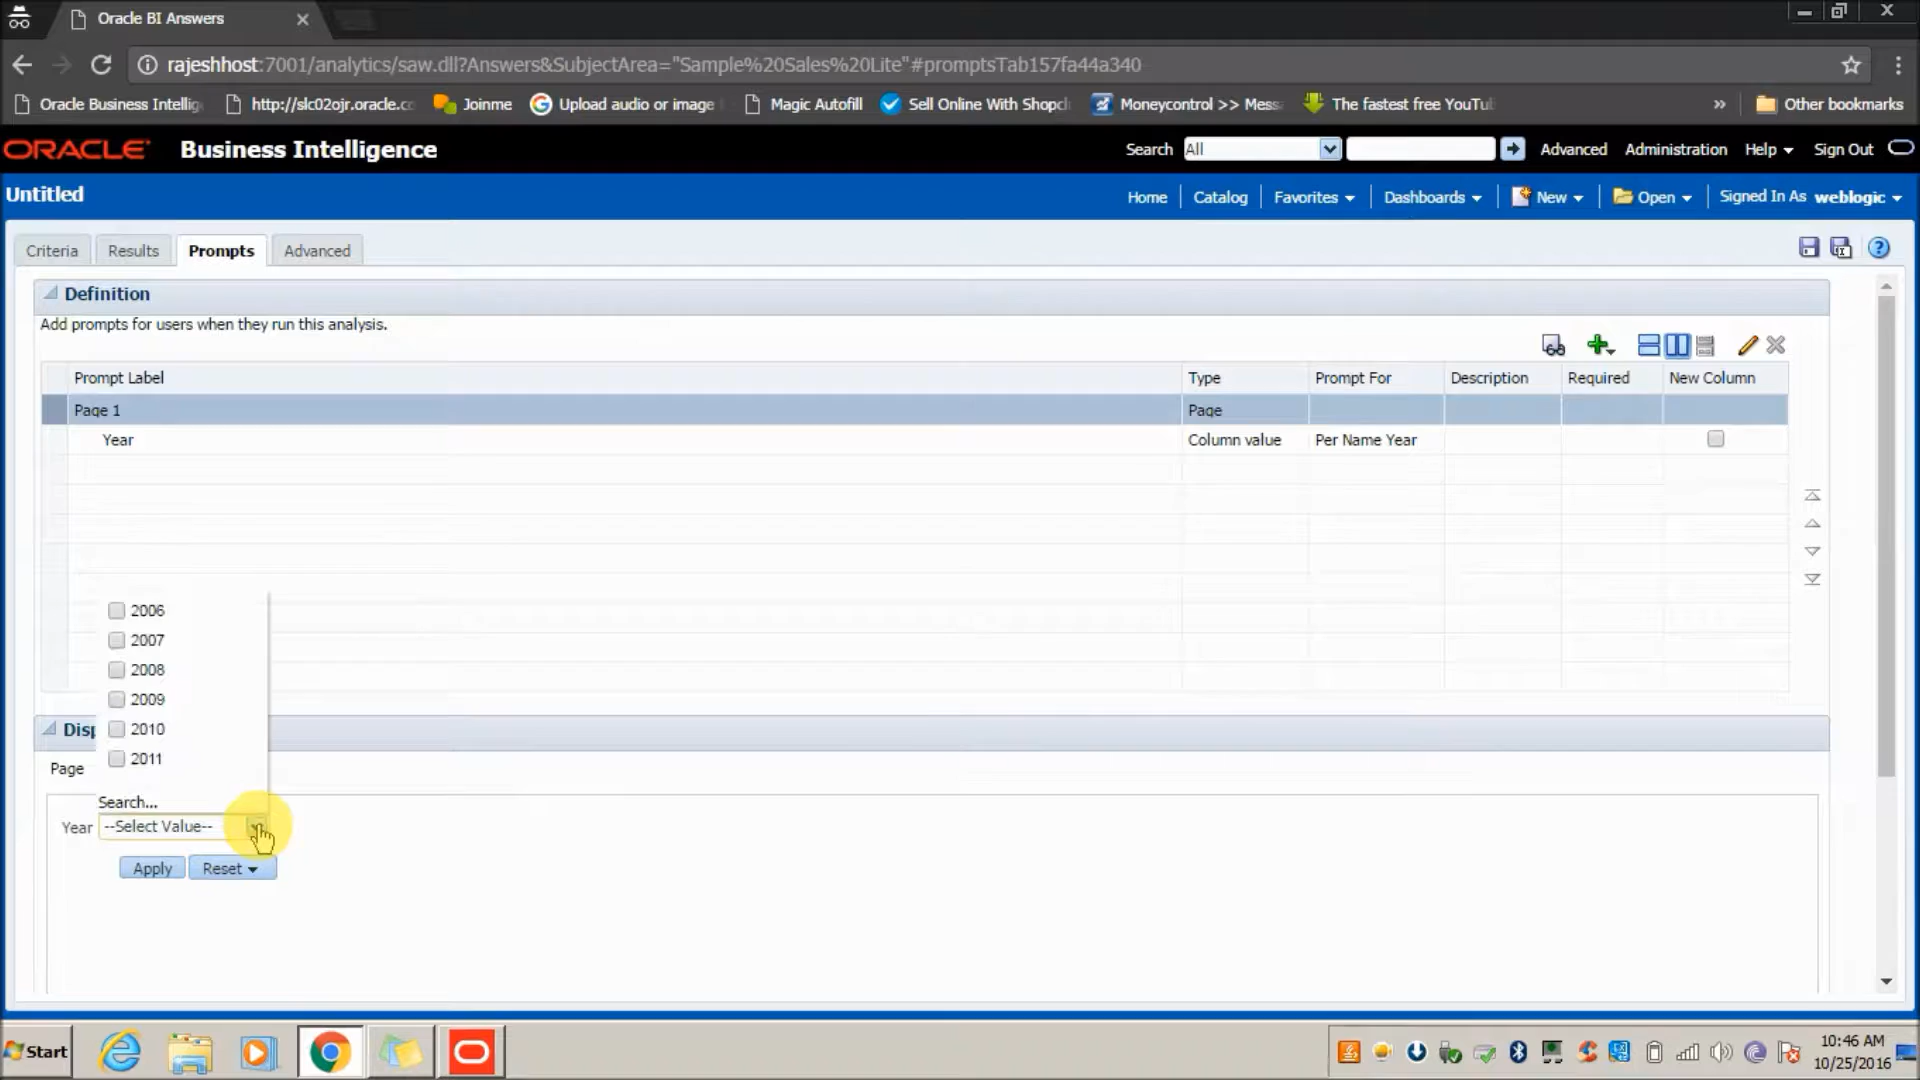 Oracle BI Answers
rajeshhost:7001/analytics/saw.dll?Answers&SubjectArea="Sample%20Sales%20Lite"#promptsTab157fa44a340
Oracle Business Intellig http://slc02ojr.oracle.co Joinme Upload audio or image Magic Autofill Sell Online With Shopcl Moneycontrol >> Mess The fastest free YouTu » Other bookmarks
ORACLE Business Intelligence Search All Advanced Administration Help Sign Out
Untitled Home Catalog Favorites Dashboards New Open Signed In As weblogic
Criteria Results Prompts Advanced
Definition
Add prompts for users when they run this analysis.
Prompt Label Type Prompt For Description Required New Column
Page 1 Page
Year Column value Per Name Year
2006
2007
2008
2009
2010
2011
Disp
Page
Search...
Year --Select Value--
Apply Reset
Start 10:46 AM
10/25/2016